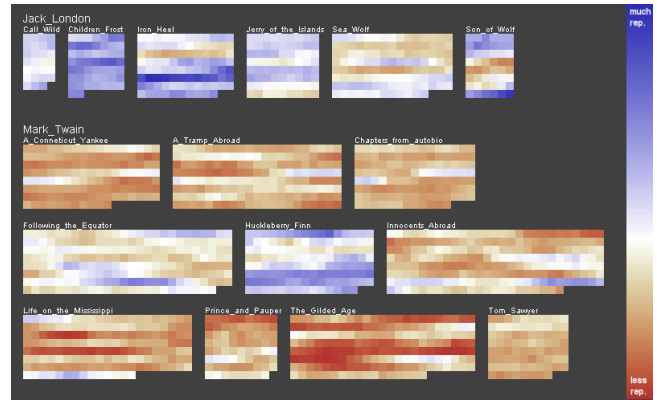 Jack_London
Call_Wild Children_Frost Iron_Heel Jerry_of_the_Islands Sea_Wolf Son_of_Wolf
much
rep.
Mark_Twain
A_Conneticut_Yankee A_Tramp_Abroad Chapters_from_autobio
Following_the_Equator Huckleberry_Finn Innocents_Abroad
Life_on_the_Mississippi Prince_and_Pauper The_Gilded_Age Tom_Sawyer
less
rep.